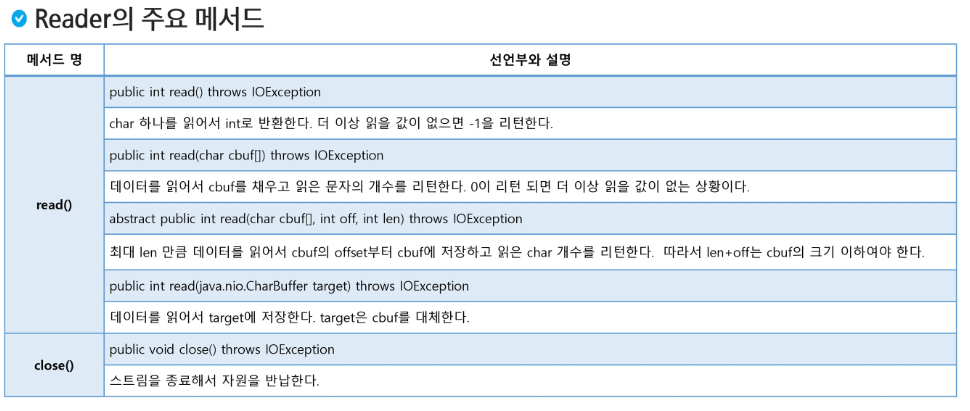 Reader의 주요 메서드
메서드 명
선언부와 설명
read()
public int read() throws IOException
char 하나를 읽어서 int로 반환한다. 더 이상 읽을 값이 없으면 -1을 리턴한다.
public int read(char cbuf[]) throws IOException
데이터를 읽어서 cbuf를 채우고 읽은 문자의 개수를 리턴한다. 0이 리턴 되면 더 이상 읽을 값이 없는 상황이다.
abstract public int read(char cbuf[], int off, int len) throws IOException
최대 len 만큼 데이터를 읽어서 cbuf의 offset부터 cbuf에 저장하고 읽은 char 개수를 리턴한다. 따라서 len+off는 cbuf의 크기 이하여야 한다.
public int read(java.nio.CharBuffer target) throws IOException
데이터를 읽어서 target에 저장한다. target은 cbuf를 대체한다.
close()
public void close() throws IOException
스트림을 종료해서 자원을 반납한다.